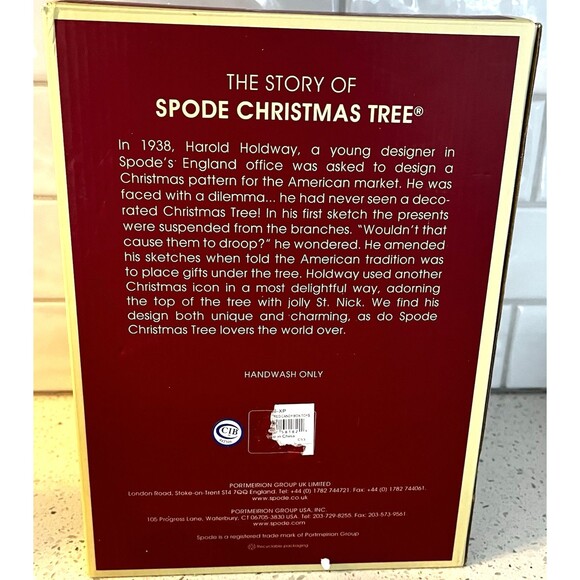 THE STORY OF
SPODE CHRISTMAS TREE®
In 1938, Harold Holdway, a young designer in
Spode's England office was asked to design a
Christmas pattern for the American market. He was
faced with a dilemma... he had never seen a deco-
rated Christmas Tree! In his first sketch the presents
were suspended from the branches. "Wouldn't that
cause them to droop?" he wondered. He amended
his sketches when told the American tradition was
to place gifts under the tree. Holdway used another
Christmas icon in a most delightful way, adorning
the top of the tree with jolly St. Nick. We find his
design both unique and charming, as do Spode
Christmas Tree lovers the world over.
HANDWASH ONLY
-XP
CIB
China
PORTMEIRION GROUP UK LIMITED
London Road, Stoke-on-Trent ST4 7QQ England. Tel: +44 (0) 1782 744721. Fax: +44 (0) 1782 744061.
www.spode.co.uk
PORTMEIRION GROUP USA, INC.
105 Progress Lane, Waterbury, CT 06705-3830 USA. Tel: 203-729-8255. Fax: 203-573-9561
www.spode.com
Spode is a registered trade mark of Portmeirion Group
Recyclable packaging